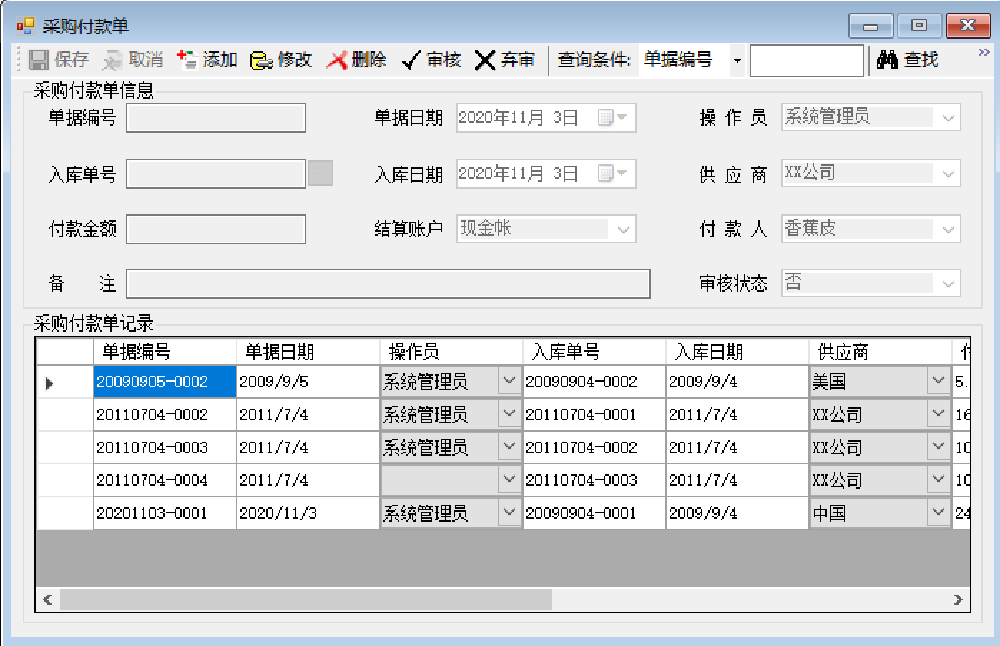 采购付款单
保存 取消 添加 修改 删除 审核 弃审 查询条件: 单据编号 查找
采购付款单信息
单据编号 单据日期 2020年11月 3日 操 作 员 系统管理员
入库单号 ... 入库日期 2020年11月 3日 供 应 商 XX公司
付款金额 结算账户 现金帐 付 款 人 香蕉皮
备 注 审核状态 否
采购付款单记录
单据编号 单据日期 操作员 入库单号 入库日期 供应商
20090905-0002 2009/9/5 系统管理员 20090904-0002 2009/9/4 美国 5.
20110704-0002 2011/7/4 系统管理员 20110704-0001 2011/7/4 XX公司 16
20110704-0003 2011/7/4 系统管理员 20110704-0002 2011/7/4 XX公司 10
20110704-0004 2011/7/4 20110704-0003 2011/7/4 XX公司 10
20201103-0001 2020/11/3 系统管理员 20090904-0001 2009/9/4 中国 24